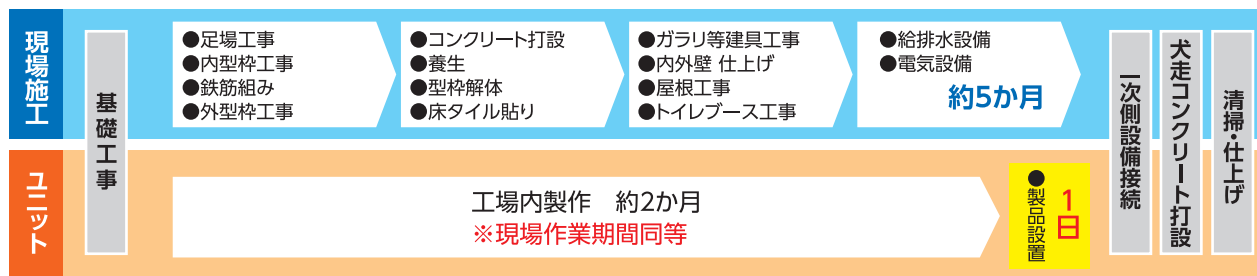 現場施工
基礎工事
●足場工事
●内型枠工事
●鉄筋組み
●外型枠工事
●コンクリート打設
●養生
●型枠解体
●床タイル貼り
●ガラリ等建具工事
●内外壁 仕上げ
●屋根工事
●トイレブース工事
●給排水設備
●電気設備
約5か月
ユニット
工場内製作　約2か月
※現場作業期間同等
●製品設置
1日
一次側設備接続
犬走コンクリート打設
清掃・仕上げ